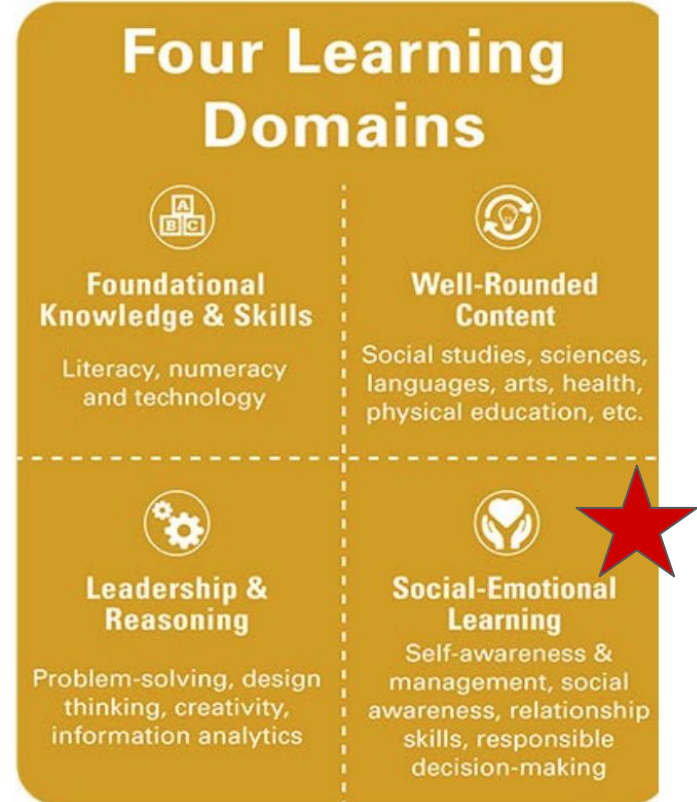 Four Learning
Domains
A
B C
Foundational
Knowledge & Skills
Literacy, numeracy
and technology
Well-Rounded
Content
Social studies, sciences,
languages, arts, health,
physical education, etc.
Leadership &
Reasoning
Problem-solving, design
thinking, creativity,
information analytics
Social-Emotional
Learning
Self-awareness &
management, social
awareness, relationship
skills, responsible
decision-making